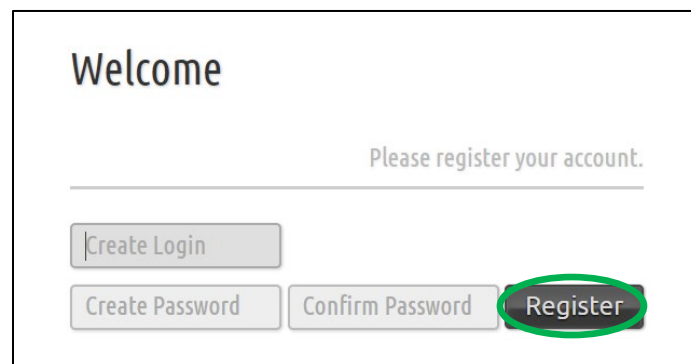 Welcome
Please register your account.
Create Login
Create Password Confirm Password Register